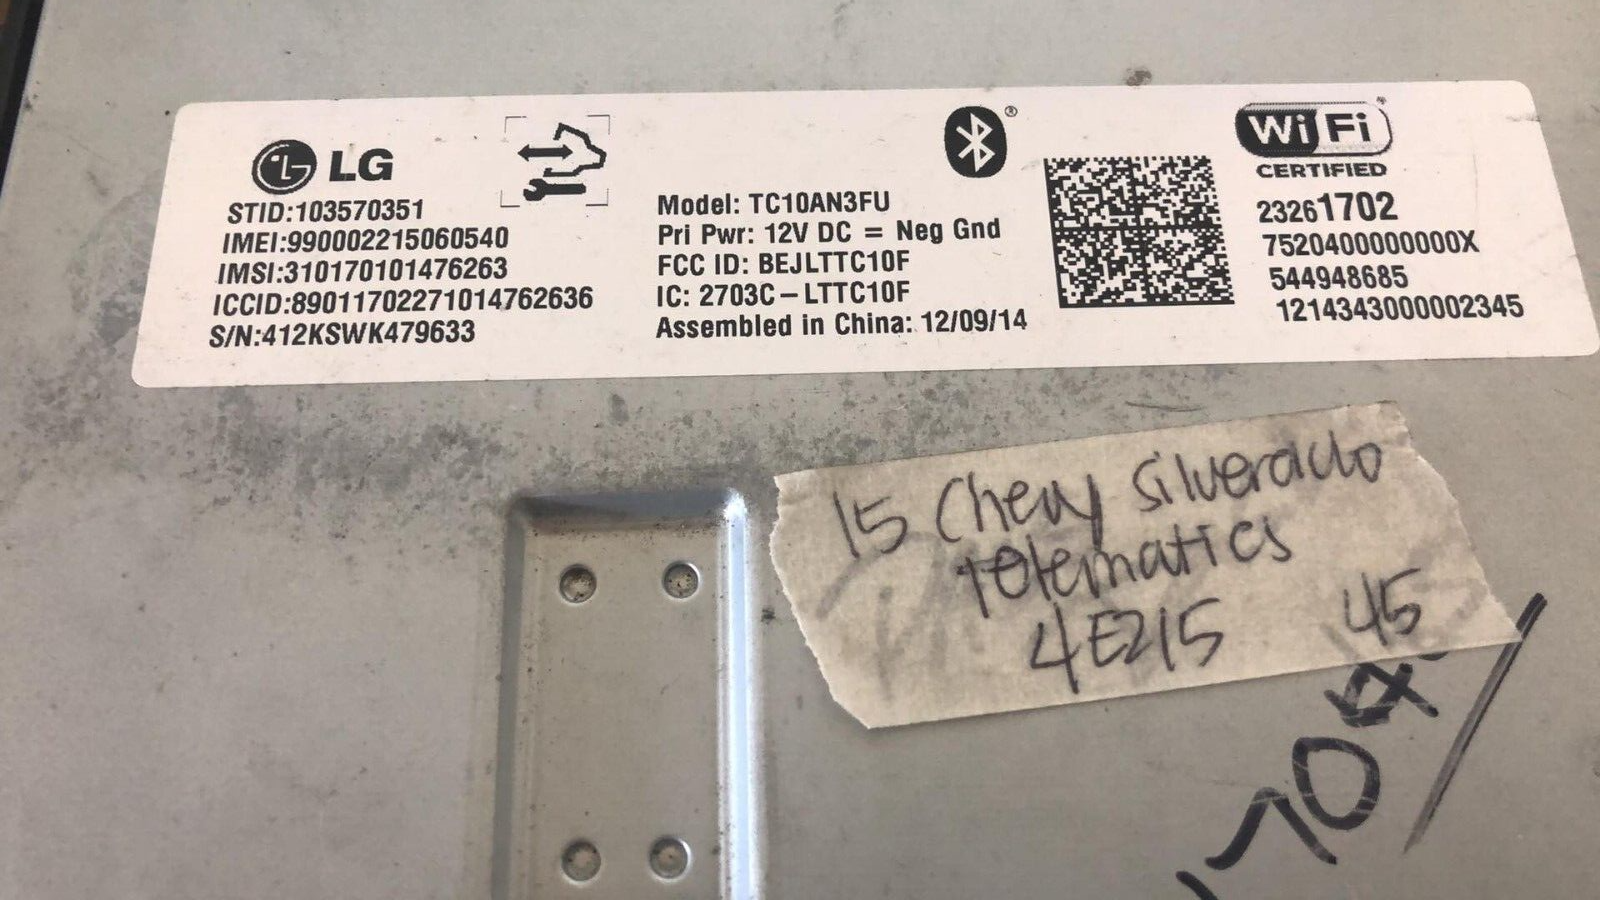 LG
STID:103570351
IMEI:990002215060540
IMSI:310170101476263
ICCID:89011702271014762636
S/N:412KSWK479633
Model: TC10AN3FU
Pri Pwr: 12V DC = Neg Gnd
FCC ID: BEJLTTC10F
IC: 2703C-LTTC10F
Assembled in China: 12/09/14
®
Wi Fi
CERTIFIED
23261702
7520400000000X
544948685
1214343000002345
15 Chevy silverado
telematics
4E215 45